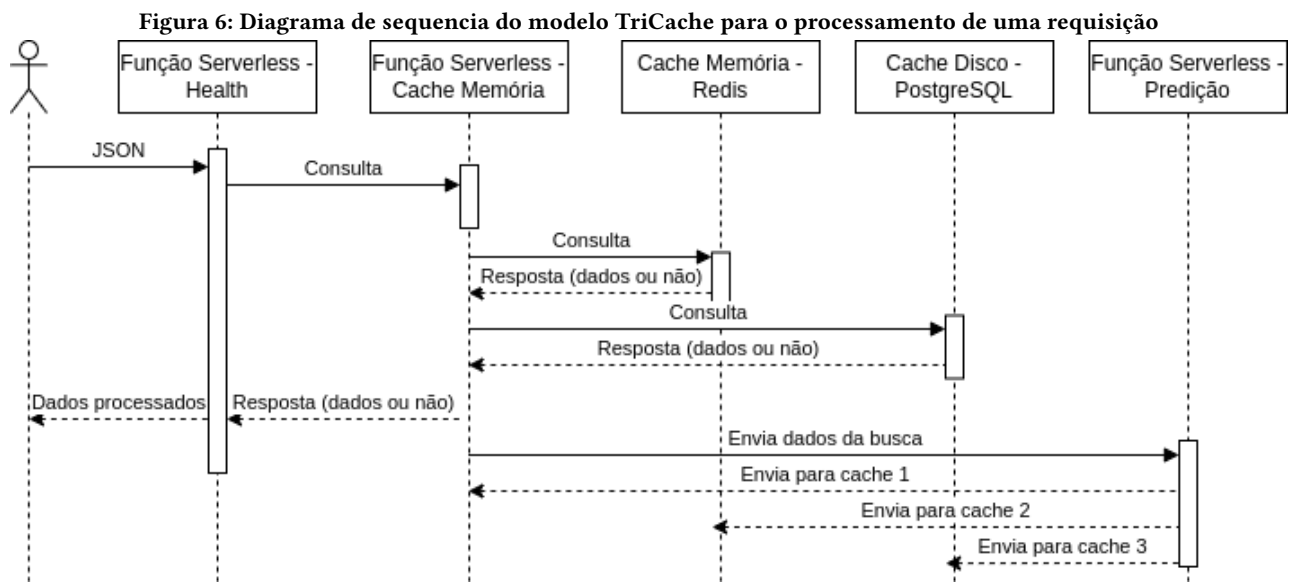 Figura 6: Diagrama de sequencia do modelo TriCache para o processamento de uma requisição
Função Serverless -
Health
Função Serverless -
Cache Memória
Cache Memória -
Redis
Cache Disco -
PostgreSQL
Função Serverless -
Predição
JSON
Consulta
Consulta
Resposta (dados ou não)
Consulta
Resposta (dados ou não)
Dados processados
Resposta (dados ou não)
Envia dados da busca
Envia para cache 1
Envia para cache 2
Envia para cache 3